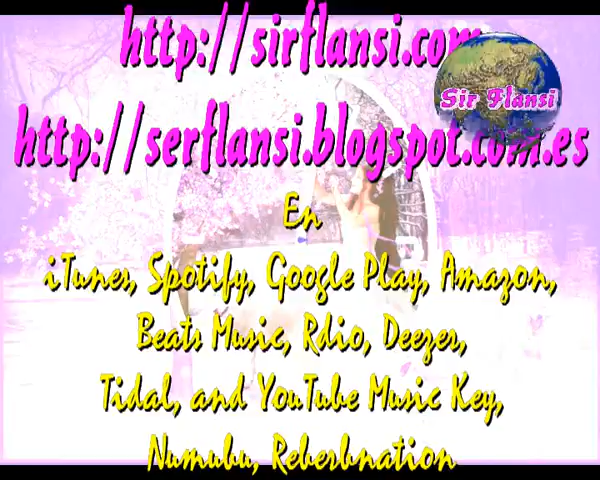 http://sirflansi.com
Sir Flansi
http://serflansi.blogspot.com.es
En
iTunes, Spotify, Google Play, Amazon,
Beats Music, Rdio, Deezer,
Tidal, and YouTube Music Key,
Numubu, Reberbnation